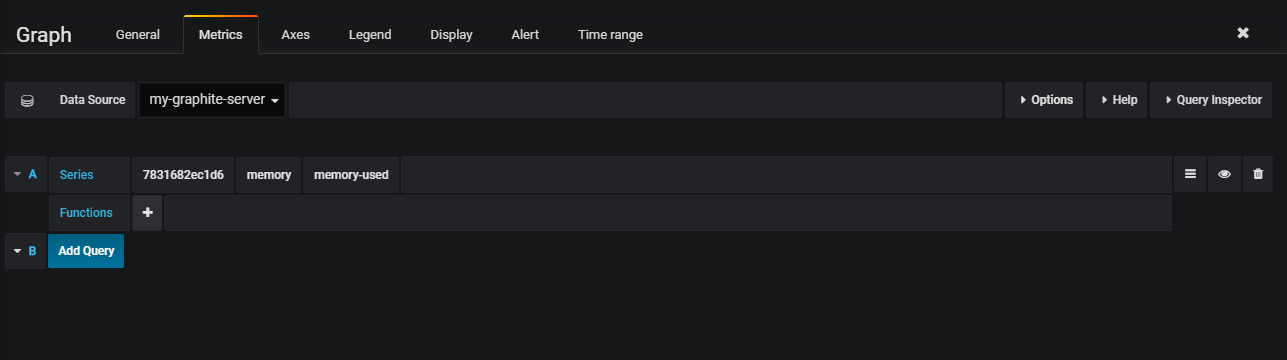 Graph General Metrics Axes Legend Display Alert Time range
Data Source my-graphite-server Options Help Query Inspector
A Series 7831682ec1d6 memory memory-used
Functions
B Add Query